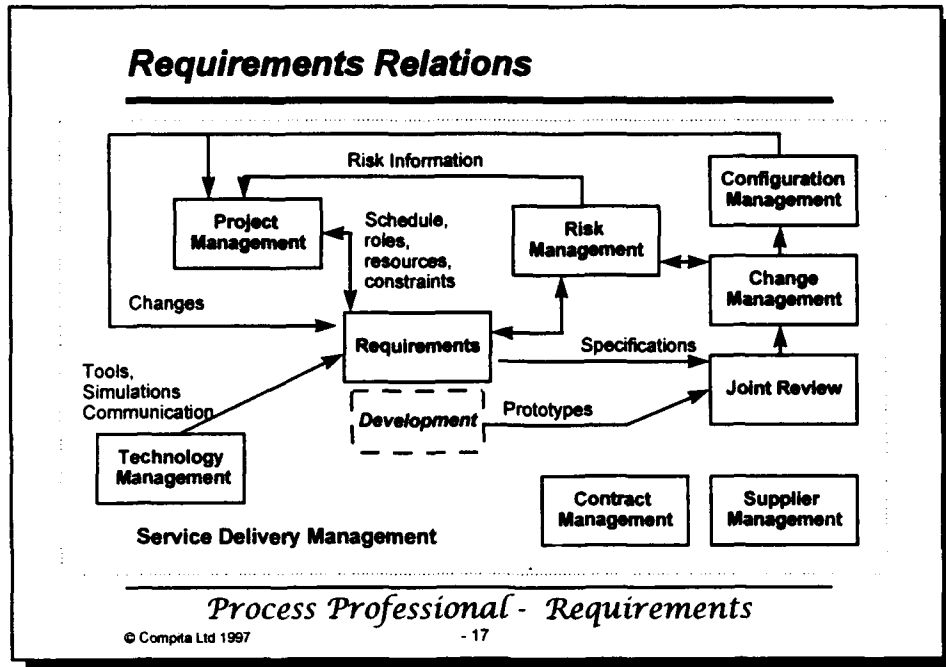 Requirements Relations
Risk Information
Configuration
Management
Project
Management
Schedule,
roles,
resources,
constraints
Risk
Management
Change
Management
Changes
Requirements
Specifications
Joint Review
Tools,
Simulations
Communication
Development
Prototypes
Technology
Management
Contract
Management
Supplier
Management
Service Delivery Management
Process Professional - Requirements
© Compita Ltd 1997
- 17